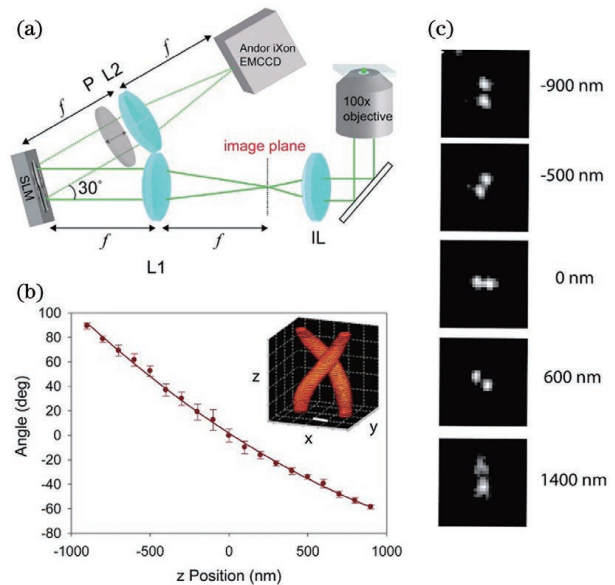 (a)
P L2
f
f
Andor iXon
EMCCD
100x
objective
image plane
SLM
30°
f
f
L1
IL
(b)
Angle (deg)
100
80
60
40
20
0
-20
-40
-60
-80
-1000
-500
0
500
1000
z Position (nm)
z
x
y
(c)
-900 nm
-500 nm
0 nm
600 nm
1400 nm